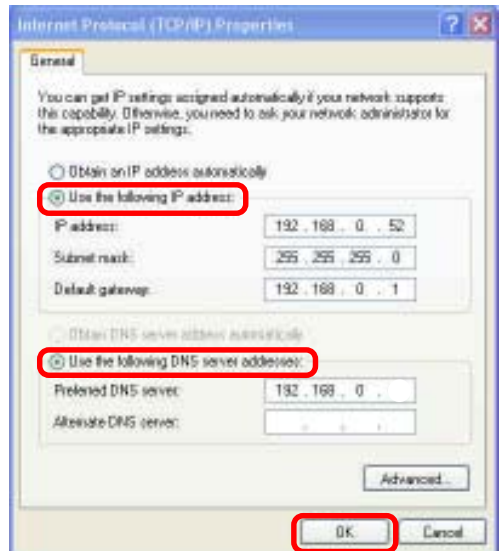 Internet Protocol (TCP/IP) Properties
General
You can get IP settings assigned automatically if your network supports
this capability. Otherwise, you need to ask your network administrator for
the appropriate IP settings.
Obtain an IP address automatically
Use the following IP address:
IP address: 192 . 168 . 0 . 52
Subnet mask: 255 . 255 . 255 . 0
Default gateway: 192 . 168 . 0 . 1
Obtain DNS server address automatically
Use the following DNS server addresses:
Preferred DNS server: 192 . 168 . 0 .
Alternate DNS server: . . .
Advanced...
OK Cancel